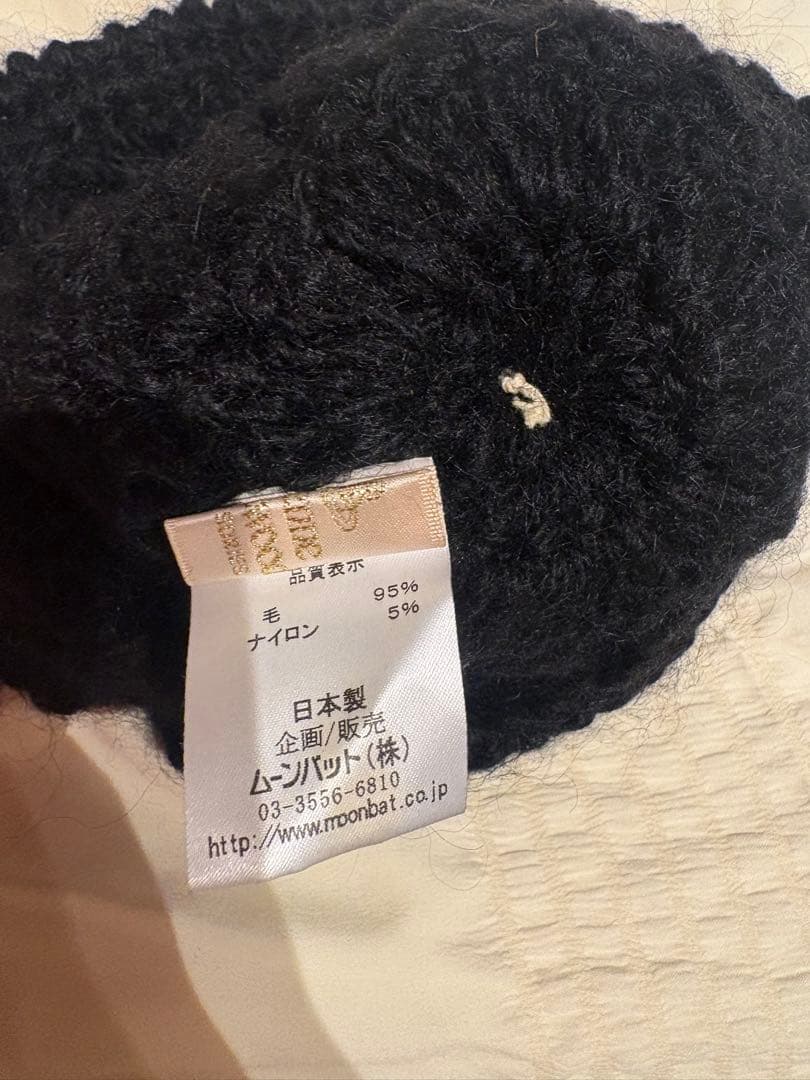 品質表示
毛 95%
ナイロン 5%
日本製
企画/販売
ムーンバット(株)
03-3556-6810
http://www.moonbat.co.jp